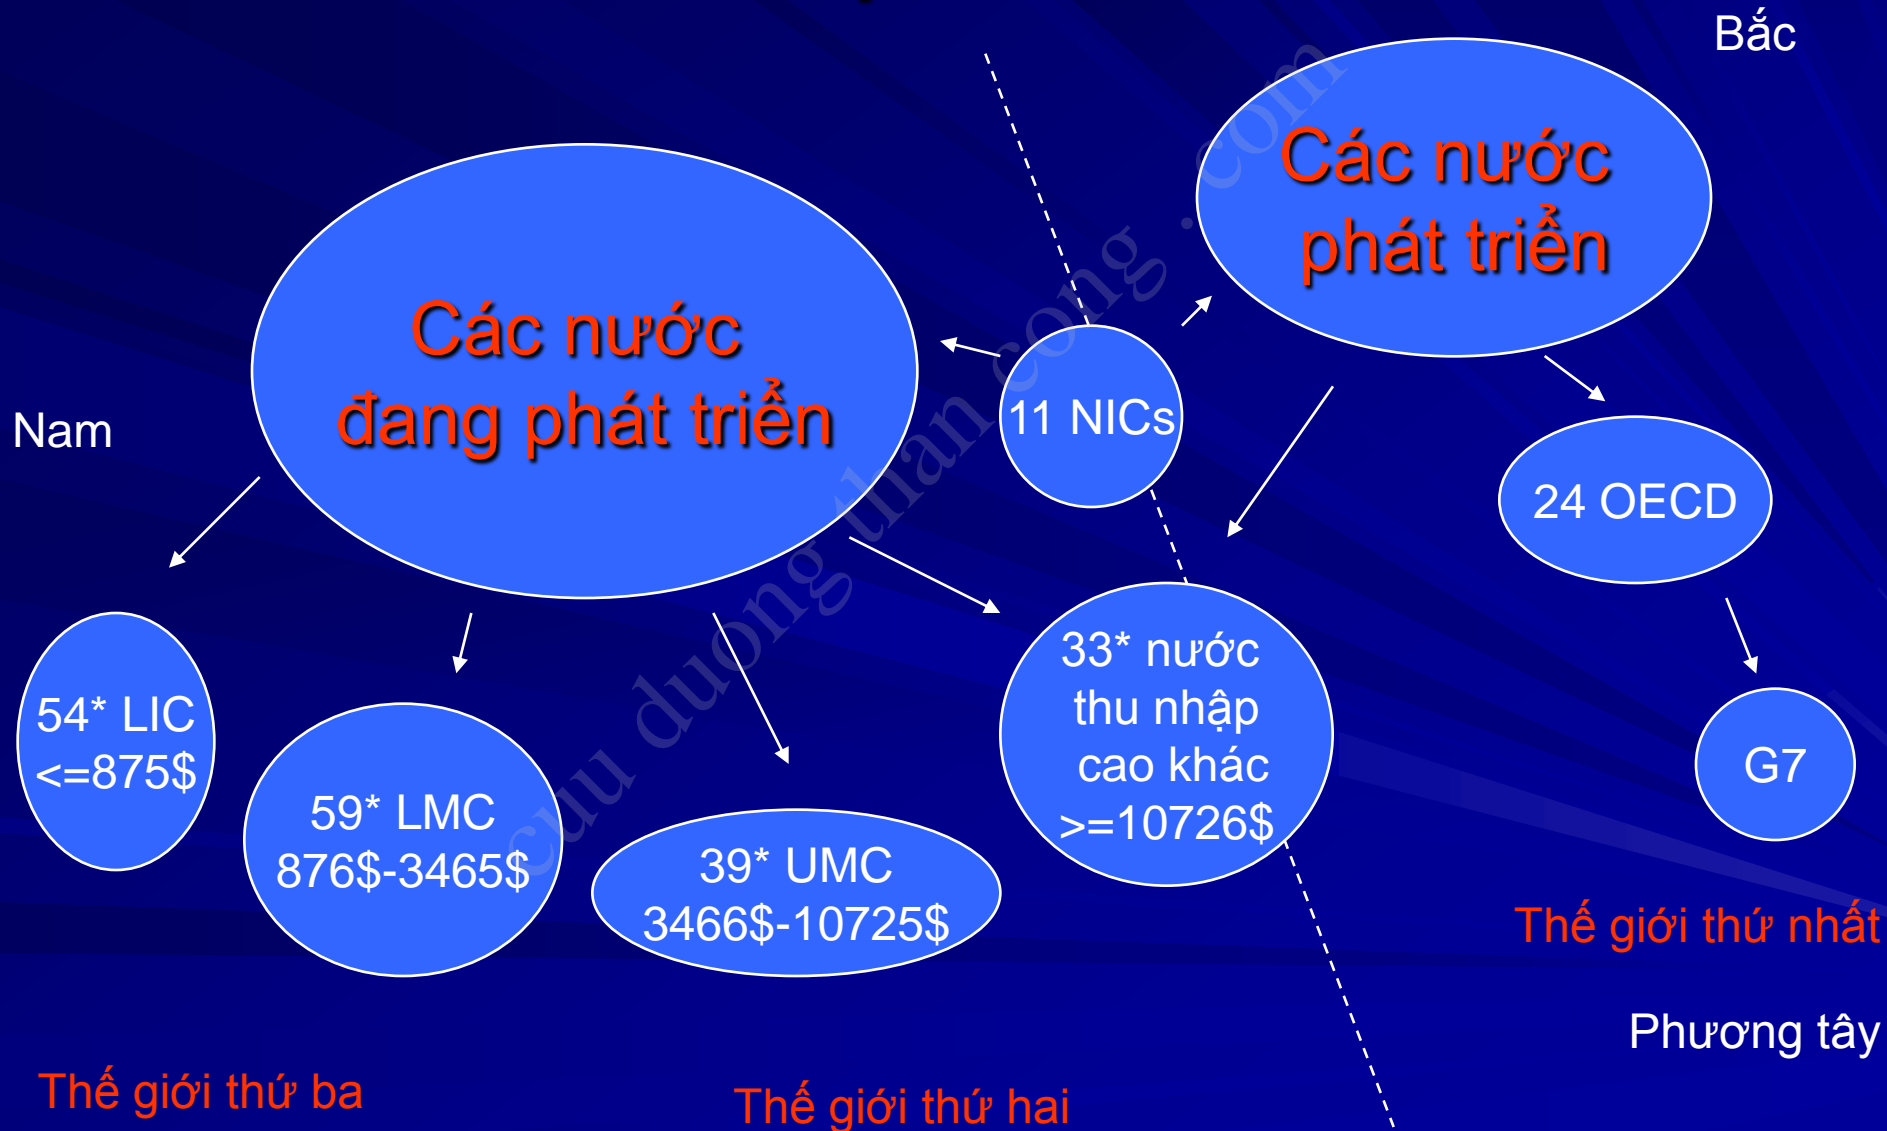 Bắc
Các nước
phát triển
Các nước
đang phát triển
Nam
11 NICs
24 OECD
33* nước
thu nhập
cao khác
>=10726$
54* LIC
<=875$
59* LMC
876$-3465$
39* UMC
3466$-10725$
G7
Thế giới thứ nhất
Phương tây
Thế giới thứ ba
Thế giới thứ hai
cuu duong than cong . com